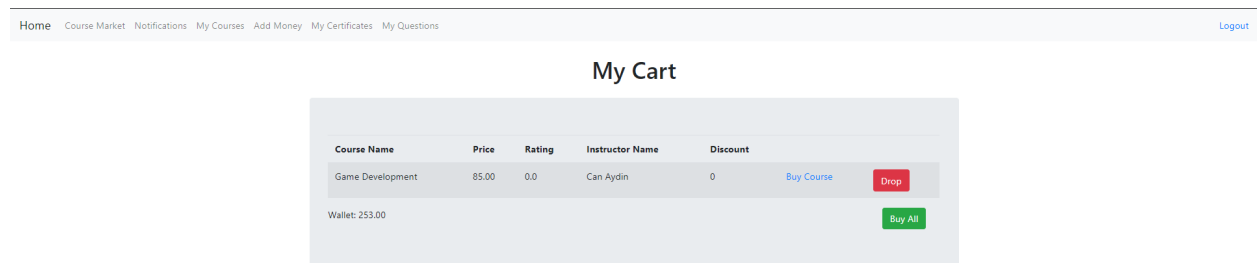 Home Course Market Notifications My Courses Add Money My Certificates My Questions Logout
My Cart
Course Name Price Rating Instructor Name Discount
Game Development 85.00 0.0 Can Aydin 0 Buy Course Drop
Wallet: 253.00 Buy All